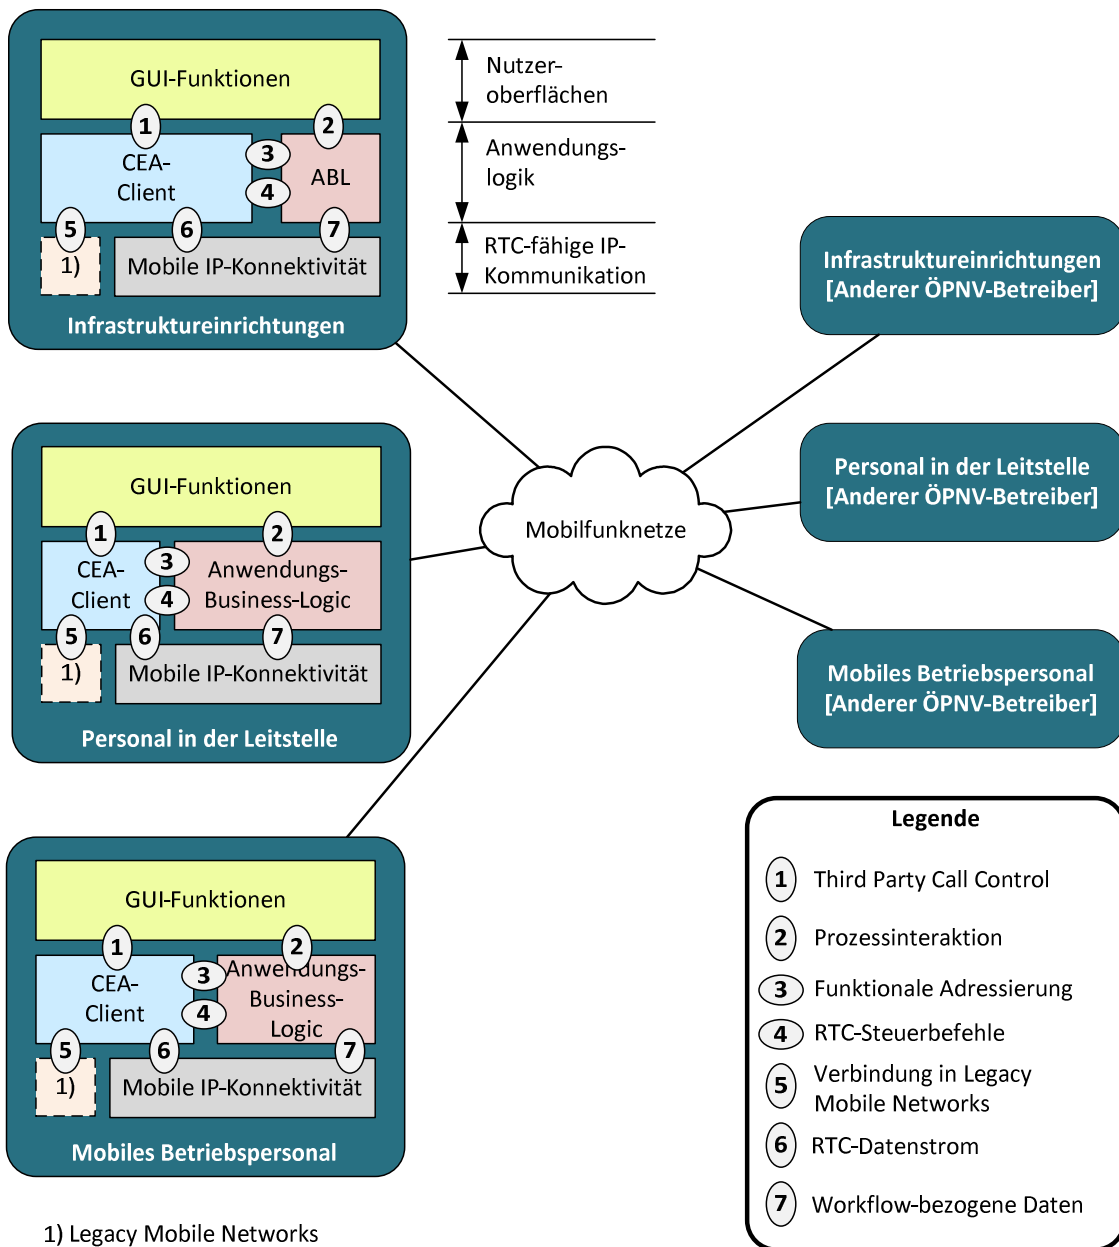 GUI-Funktionen
1
2
CEA-
Client
3
4
ABL
5
6
7
1)
Mobile IP-Konnektivität
Infrastruktureinrichtungen
Nutzer-
oberflächen
Anwendungs-
logik
RTC-fähige IP-
Kommunikation
Infrastruktureinrichtungen
[Anderer ÖPNV-Betreiber]
GUI-Funktionen
1
2
CEA-
Client
3
4
Anwendungs-
Business-Logic
5
6
7
1)
Mobile IP-Konnektivität
Personal in der Leitstelle
Mobilfunknetze
Personal in der Leitstelle
[Anderer ÖPNV-Betreiber]
Mobiles Betriebspersonal
[Anderer ÖPNV-Betreiber]
GUI-Funktionen
1
2
CEA-
Client
3
4
Anwendungs-
Business-
Logic
5
6
7
1)
Mobile IP-Konnektivität
Mobiles Betriebspersonal
1) Legacy Mobile Networks
Legende
1 Third Party Call Control
2 Prozessinteraktion
3 Funktionale Adressierung
4 RTC-Steuerbefehle
5 Verbindung in Legacy
Mobile Networks
6 RTC-Datenstrom
7 Workflow-bezogene Daten